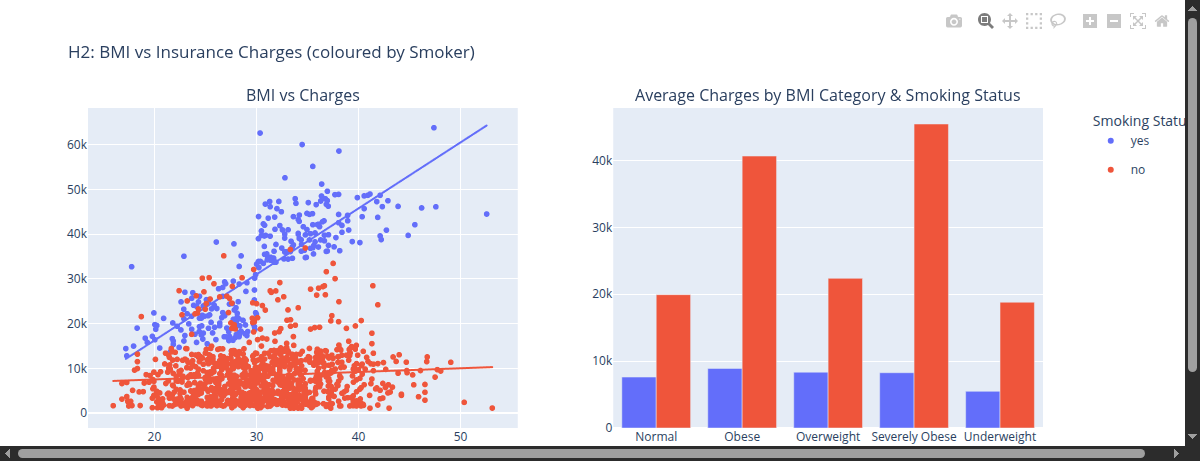 H2: BMI vs Insurance Charges (coloured by Smoker)
BMI vs Charges
60k
50k
40k
30k
20k
10k
0
20 30 40 50
Average Charges by BMI Category & Smoking Status
40k
30k
20k
10k
0
Normal Obese Overweight Severely Obese Underweight
Smoking Statu
yes
no